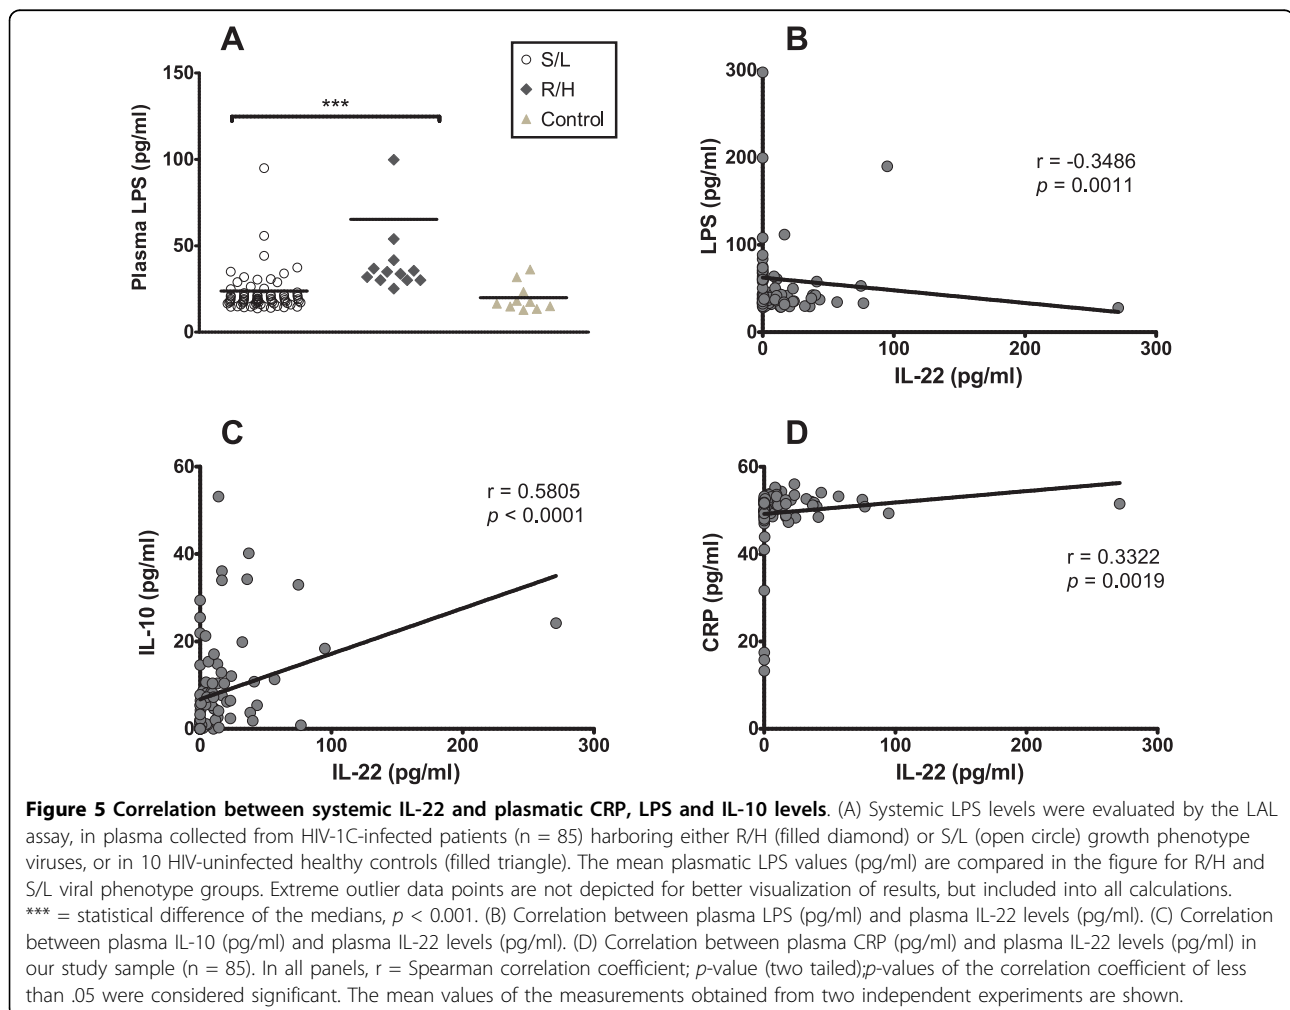 A
S/L
R/H
Control
***
Plasma LPS (pg/ml)
150
100
50
0
B
LPS (pg/ml)
300
200
100
0
r = -0.3486
p = 0.0011
0
100
200
300
IL-22 (pg/ml)
C
IL-10 (pg/ml)
60
40
20
0
r = 0.5805
p < 0.0001
0
100
200
300
IL-22 (pg/ml)
D
CRP (pg/ml)
60
40
20
0
r = 0.3322
p = 0.0019
0
100
200
300
IL-22 (pg/ml)
Figure 5 Correlation between systemic IL-22 and plasmatic CRP, LPS and IL-10 levels. (A) Systemic LPS levels were evaluated by the LAL
assay, in plasma collected from HIV-1C-infected patients (n = 85) harboring either R/H (filled diamond) or S/L (open circle) growth phenotype
viruses, or in 10 HIV-uninfected healthy controls (filled triangle). The mean plasmatic LPS values (pg/ml) are compared in the figure for R/H and
S/L viral phenotype groups. Extreme outlier data points are not depicted for better visualization of results, but included into all calculations.
*** = statistical difference of the medians, p < 0.001. (B) Correlation between plasma LPS (pg/ml) and plasma IL-22 levels (pg/ml). (C) Correlation
between plasma IL-10 (pg/ml) and plasma IL-22 levels (pg/ml). (D) Correlation between plasma CRP (pg/ml) and plasma IL-22 levels (pg/ml) in
our study sample (n = 85). In all panels, r = Spearman correlation coefficient; p-value (two tailed);p-values of the correlation coefficient of less
than .05 were considered significant. The mean values of the measurements obtained from two independent experiments are shown.